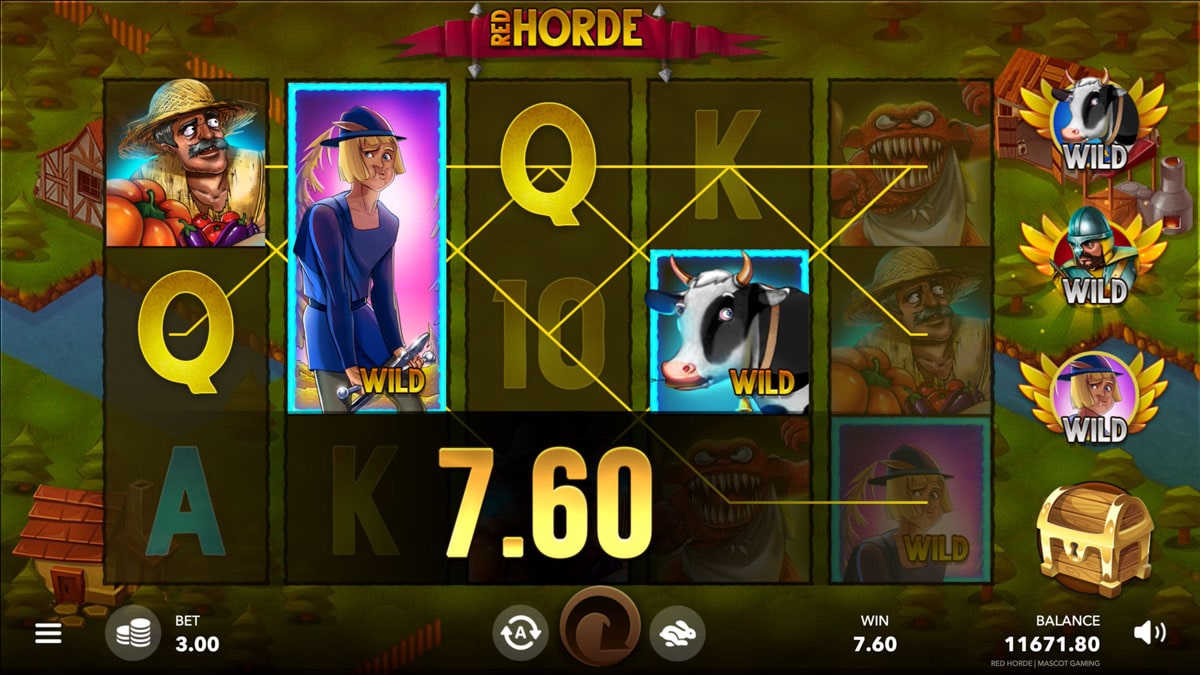 RED HORDE
Q K
WILD
WILD
Q 10
WILD WILD
WILD
A K
7.60
WILD
BET
3.00
A
WIN
7.60
BALANCE
11671.80
RED HORDE | MASCOT GAMING